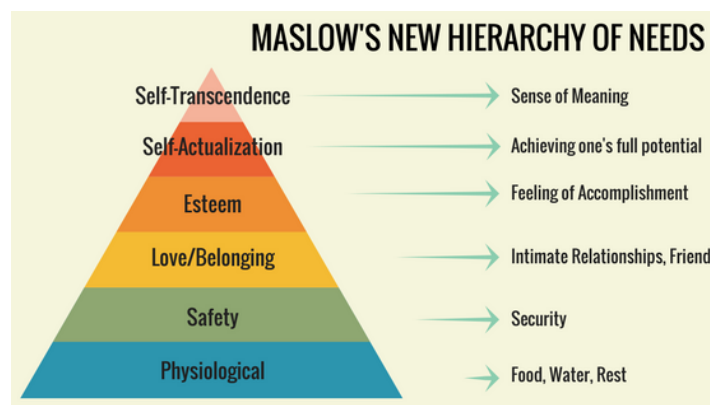 MASLOW'S NEW HIERARCHY OF NEEDS
Self-Transcendence
Sense of Meaning
Self-Actualization
Achieving one's full potential
Esteem
Feeling of Accomplishment
Love/Belonging
Intimate Relationships, Friend
Safety
Security
Physiological
Food, Water, Rest